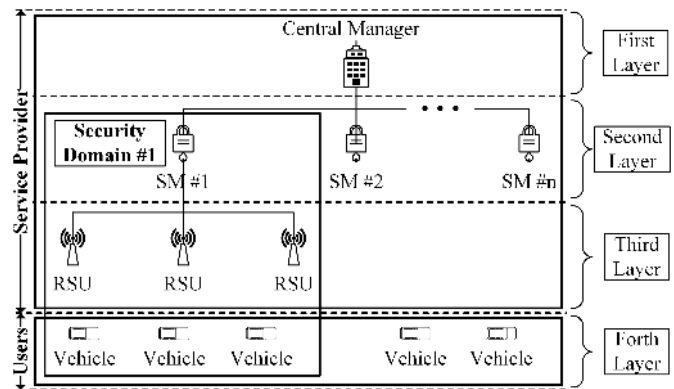 Central Manager
First
Layer
Service Provider
Security
Domain #1
SM #1
SM #2
SM #n
Second
Layer
RSU
RSU
RSU
Third
Layer
Users
Vehicle
Vehicle
Vehicle
Vehicle
Vehicle
Forth
Layer